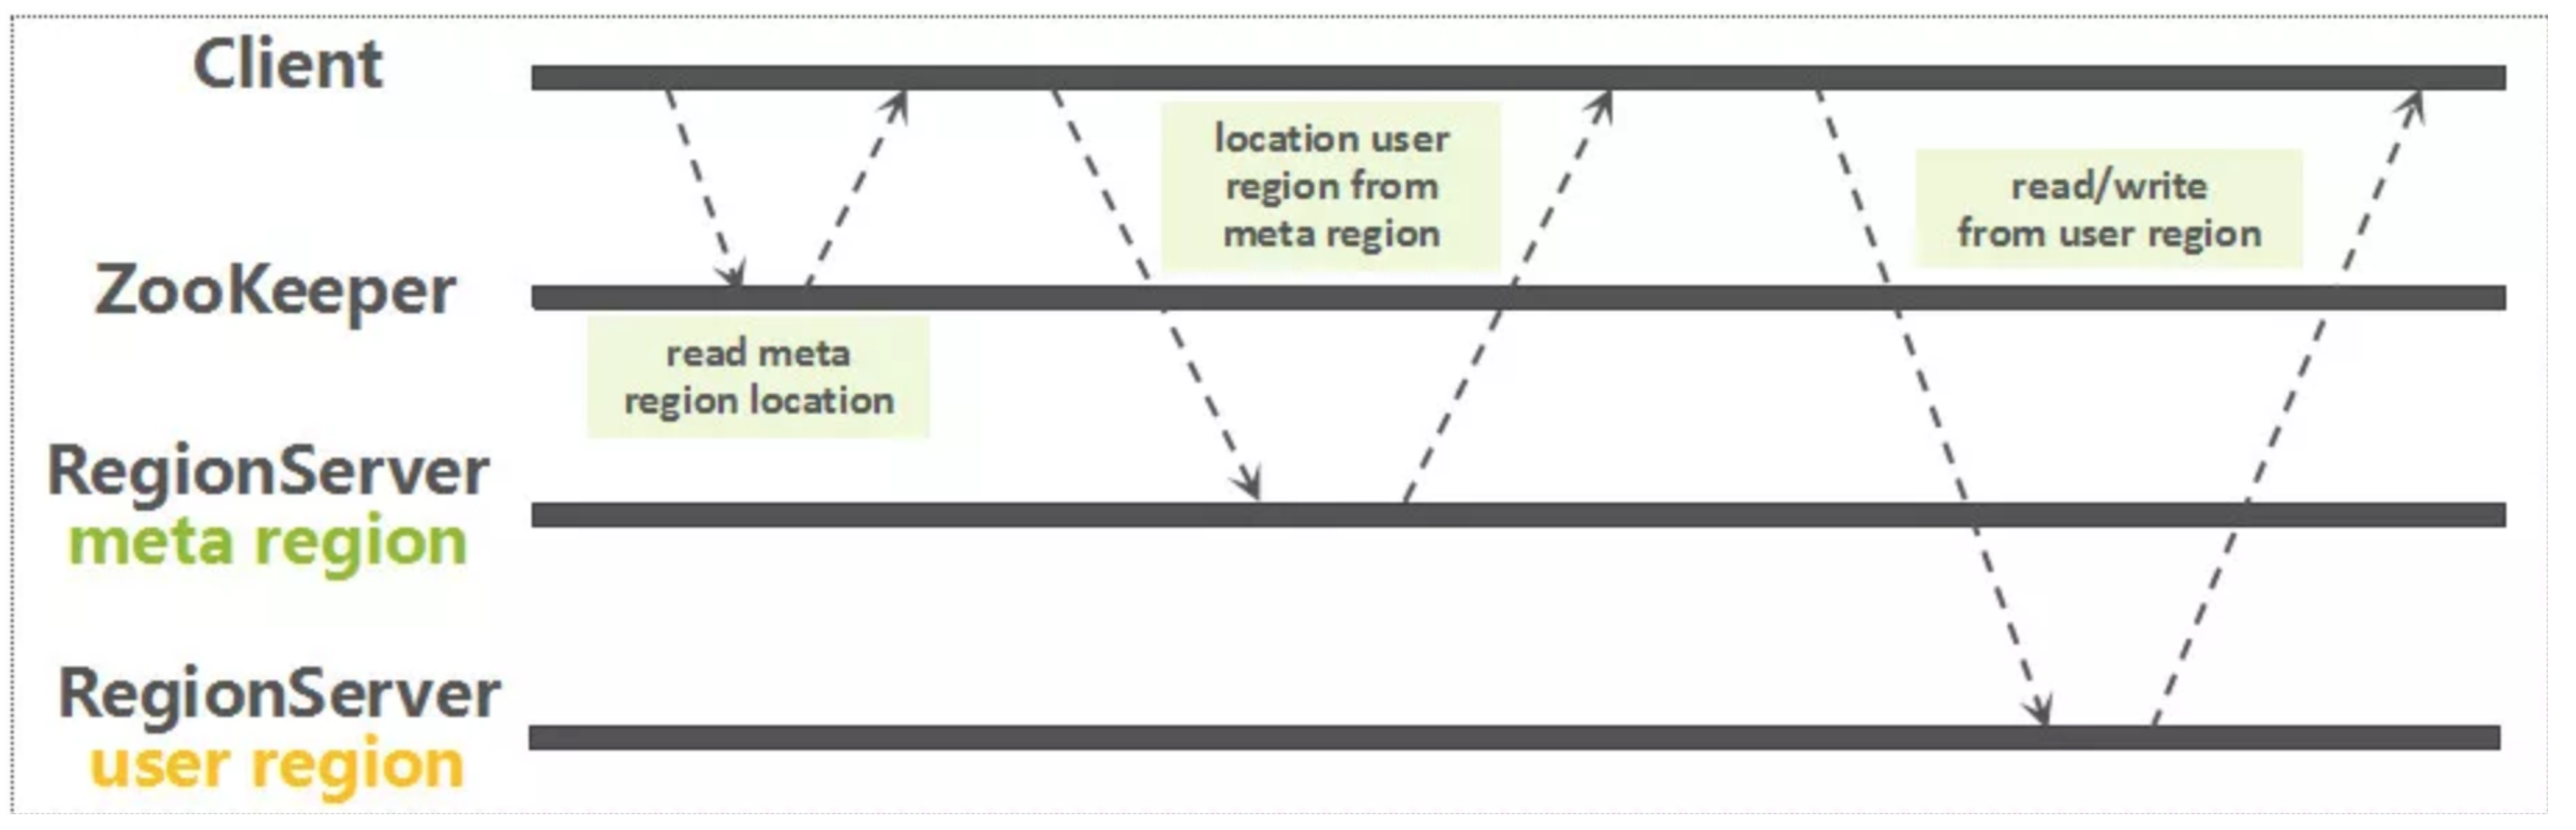 Client
location user
region from
meta region
read/write
from user region
ZooKeeper
read meta
region location
RegionServer
meta region
RegionServer
user region